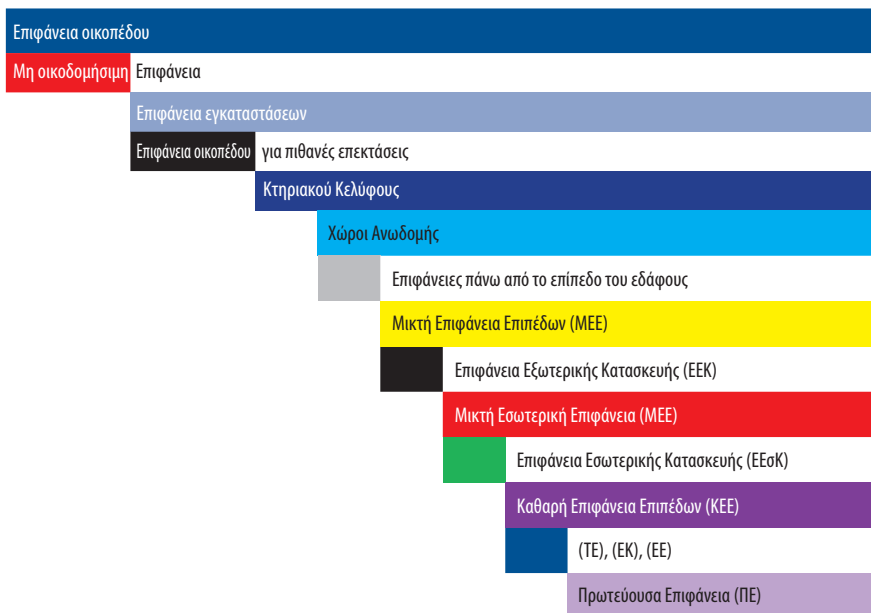 Επιφάνεια οικοπέδου
Μη οικοδομήσιμη Επιφάνεια
Επιφάνεια εγκαταστάσεων
Επιφάνεια οικοπέδου για πιθανές επεκτάσεις
Κτηριακού Κελύφους
Χώροι Ανωδομής
Επιφάνειες πάνω από το επίπεδο του εδάφους
Μικτή Επιφάνεια Επιπέδων (ΜΕΕ)
Επιφάνεια Εξωτερικής Κατασκευής (ΕΕΚ)
Μικτή Εσωτερική Επιφάνεια (ΜΕΕ)
Επιφάνεια Εσωτερικής Κατασκευής (ΕΕσΚ)
Καθαρή Επιφάνεια Επιπέδων (ΚΕΕ)
(ΤΕ), (ΕΚ), (ΕΕ)
Πρωτεύουσα Επιφάνεια (ΠΕ)